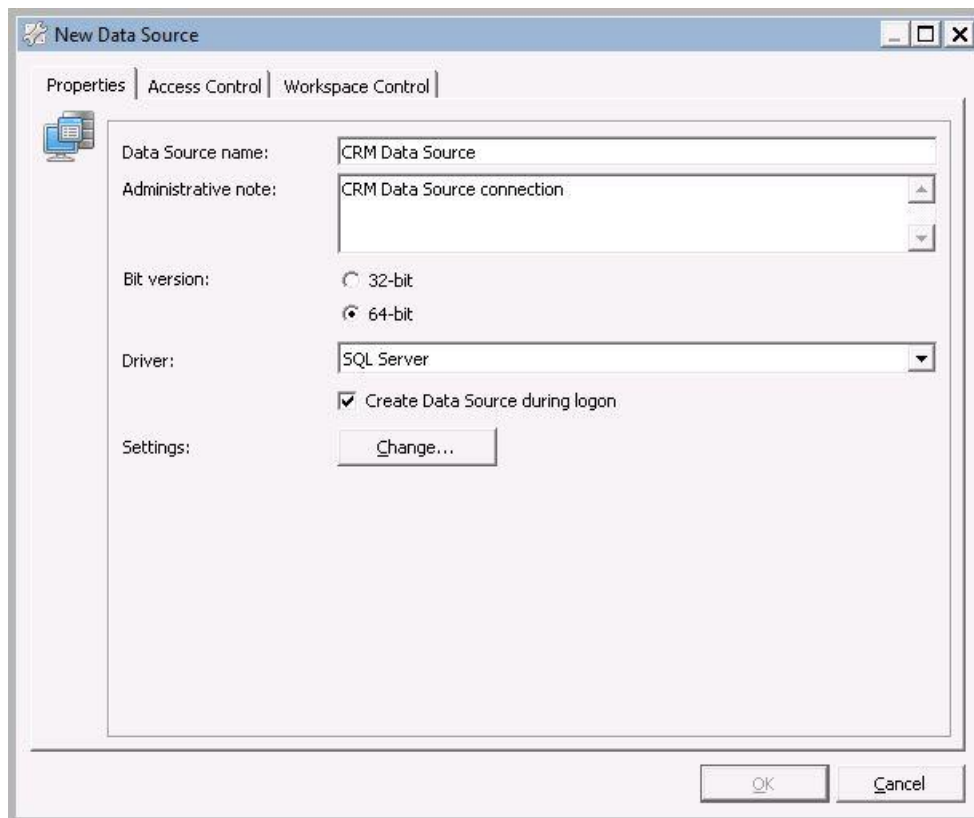 New Data Source
Properties Access Control Workspace Control
Data Source name: CRM Data Source
Administrative note: CRM Data Source connection
Bit version: 32-bit
64-bit
Driver: SQL Server
Create Data Source during logon
Settings: Change...
OK Cancel